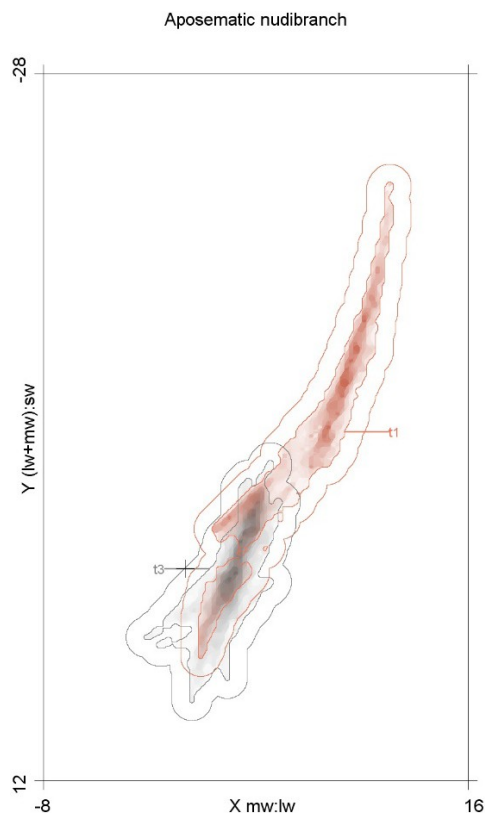 Aposematic nudibranch
-28
Y (lw+mw):sw
t1
t3
12
-8
X mw:lw
16